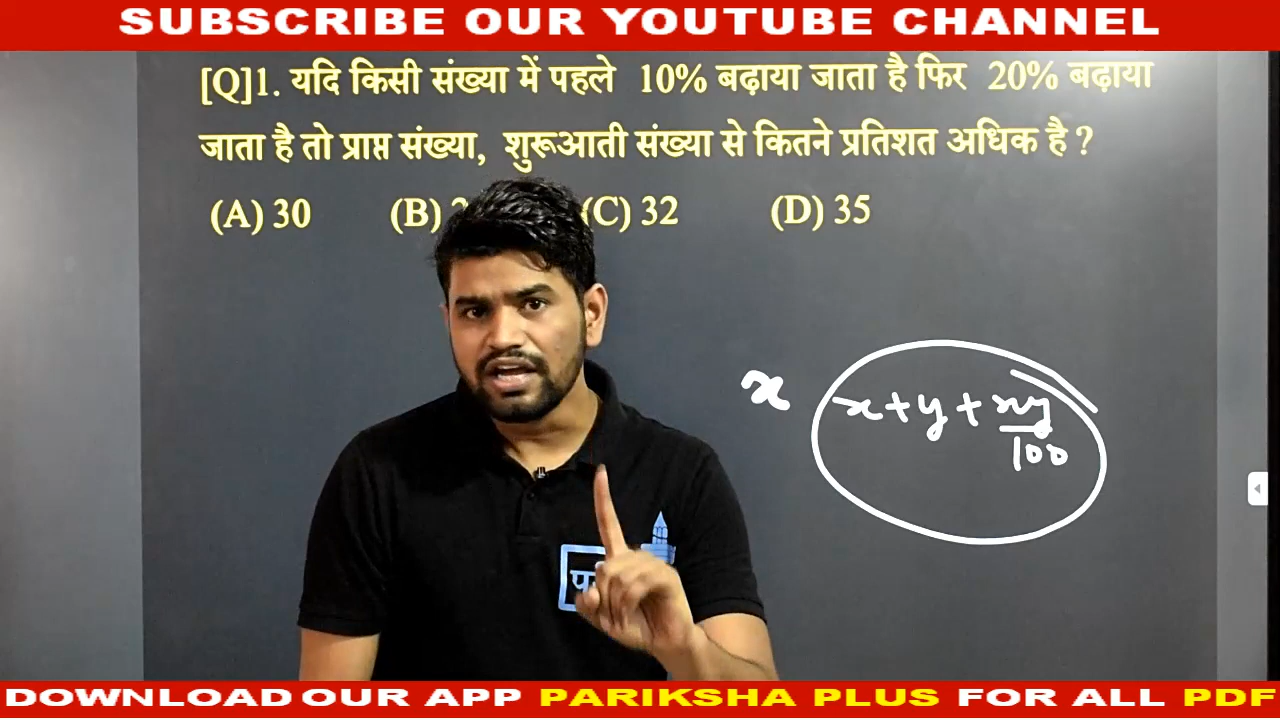 SUBSCRIBE OUR YOUTUBE CHANNEL
[Q]1. यदि किसी संख्या में पहले 10% बढ़ाया जाता है फिर 20% बढ़ाया
जाता है तो प्राप्त संख्या, शुरूआती संख्या से कितने प्रतिशत अधिक है ?
(A) 30 (B) (C) 32 (D) 35
x x+y+xy/100
DOWNLOAD OUR APP PARIKSHA PLUS FOR ALL PDF